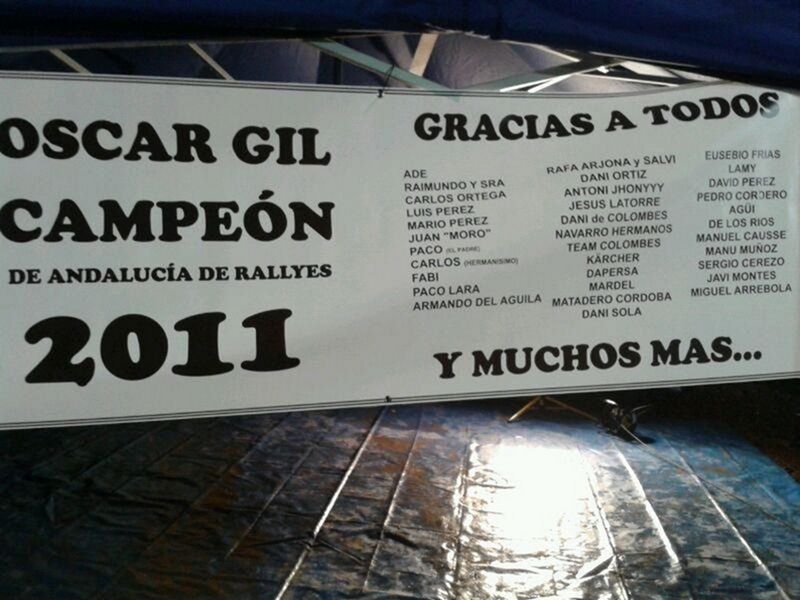 OSCAR GIL
CAMPEÓN
DE ANDALUCÍA DE RALLYES
2011
GRACIAS A TODOS
ADE
RAIMUNDO Y SRA
CARLOS ORTEGA
LUIS PEREZ
MARIO PEREZ
JUAN "MORO"
PACO (EL PADRE)
CARLOS (HERMANISIMO)
FABI
PACO LARA
ARMANDO DEL AGUILA
RAFA ARJONA y SALVI
DANI ORTIZ
ANTONI JHONYYY
JESUS LATORRE
DANI de COLOMBES
NAVARRO HERMANOS
TEAM COLOMBES
KÄRCHER
DAPERSA
MARDEL
MATADERO CORDOBA
DANI SOLA
EUSEBIO FRIAS
LAMY
DAVID PEREZ
PEDRO CORDERO
AGÜI
DE LOS RIOS
MANUEL CAUSSE
MANU MUÑOZ
SERGIO CEREZO
JAVI MONTES
MIGUEL ARREBOLA
Y MUCHOS MAS...